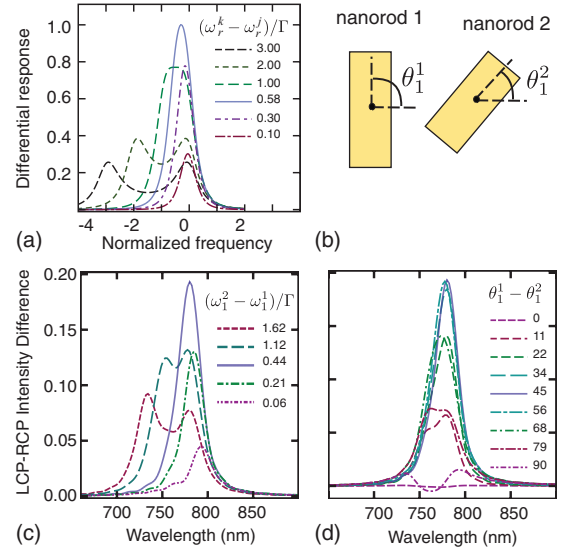 (ω_r^k − ω_r^j)/Γ
3.00
2.00
1.00
0.58
0.30
0.10
Differential response
1.0
0.8
0.6
0.4
0.2
-4
-2
0
2
Normalized frequency
(a)
nanorod 1
nanorod 2
θ_1^1
θ_1^2
(b)
(ω_1^2 − ω_1^1)/Γ
1.62
1.12
0.44
0.21
0.06
LCP-RCP Intensity Difference
0.20
0.15
0.10
0.05
0.00
700
750
800
850
Wavelength (nm)
(c)
θ_1^1 − θ_1^2
0
11
22
34
45
56
68
79
90
700
750
800
850
Wavelength (nm)
(d)